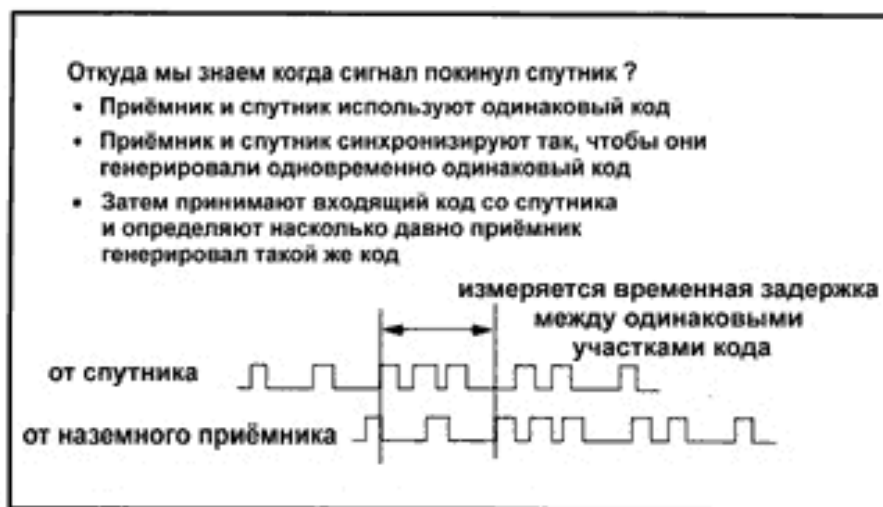 Откуда мы знаем когда сигнал покинул спутник ?
• Приёмник и спутник используют одинаковый код
• Приёмник и спутник синхронизируют так, чтобы они
генерировали одновременно одинаковый код
• Затем принимают входящий код со спутника
и определяют насколько давно приёмник
генерировал такой же код
измеряется временная задержка
между одинаковыми
участками кода
от спутника
от наземного приёмника